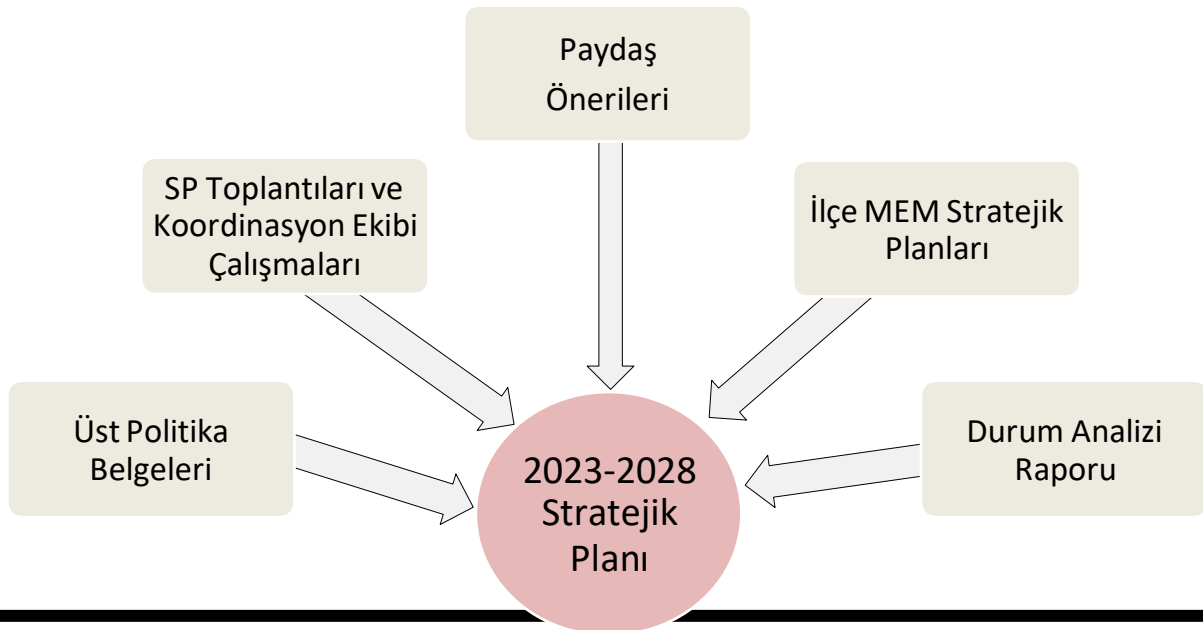 Paydaş
Önerileri
SP Toplantıları ve
Koordinasyon Ekibi
Çalışmaları
İlçe MEM Stratejik
Planları
Üst Politika
Belgeleri
Durum Analizi
Raporu
2023-2028
Stratejik
Planı